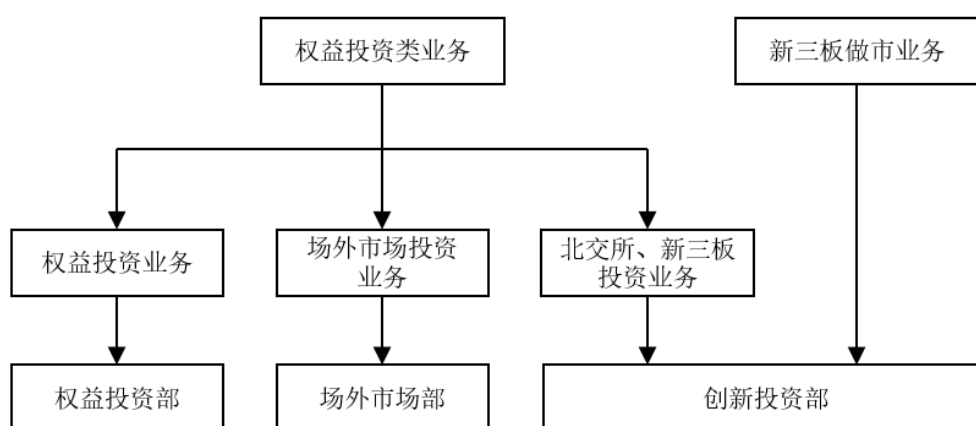 权益投资类业务
新三板做市业务
权益投资业务
场外市场投资
业务
北交所、新三板
投资业务
权益投资部
场外市场部
创新投资部